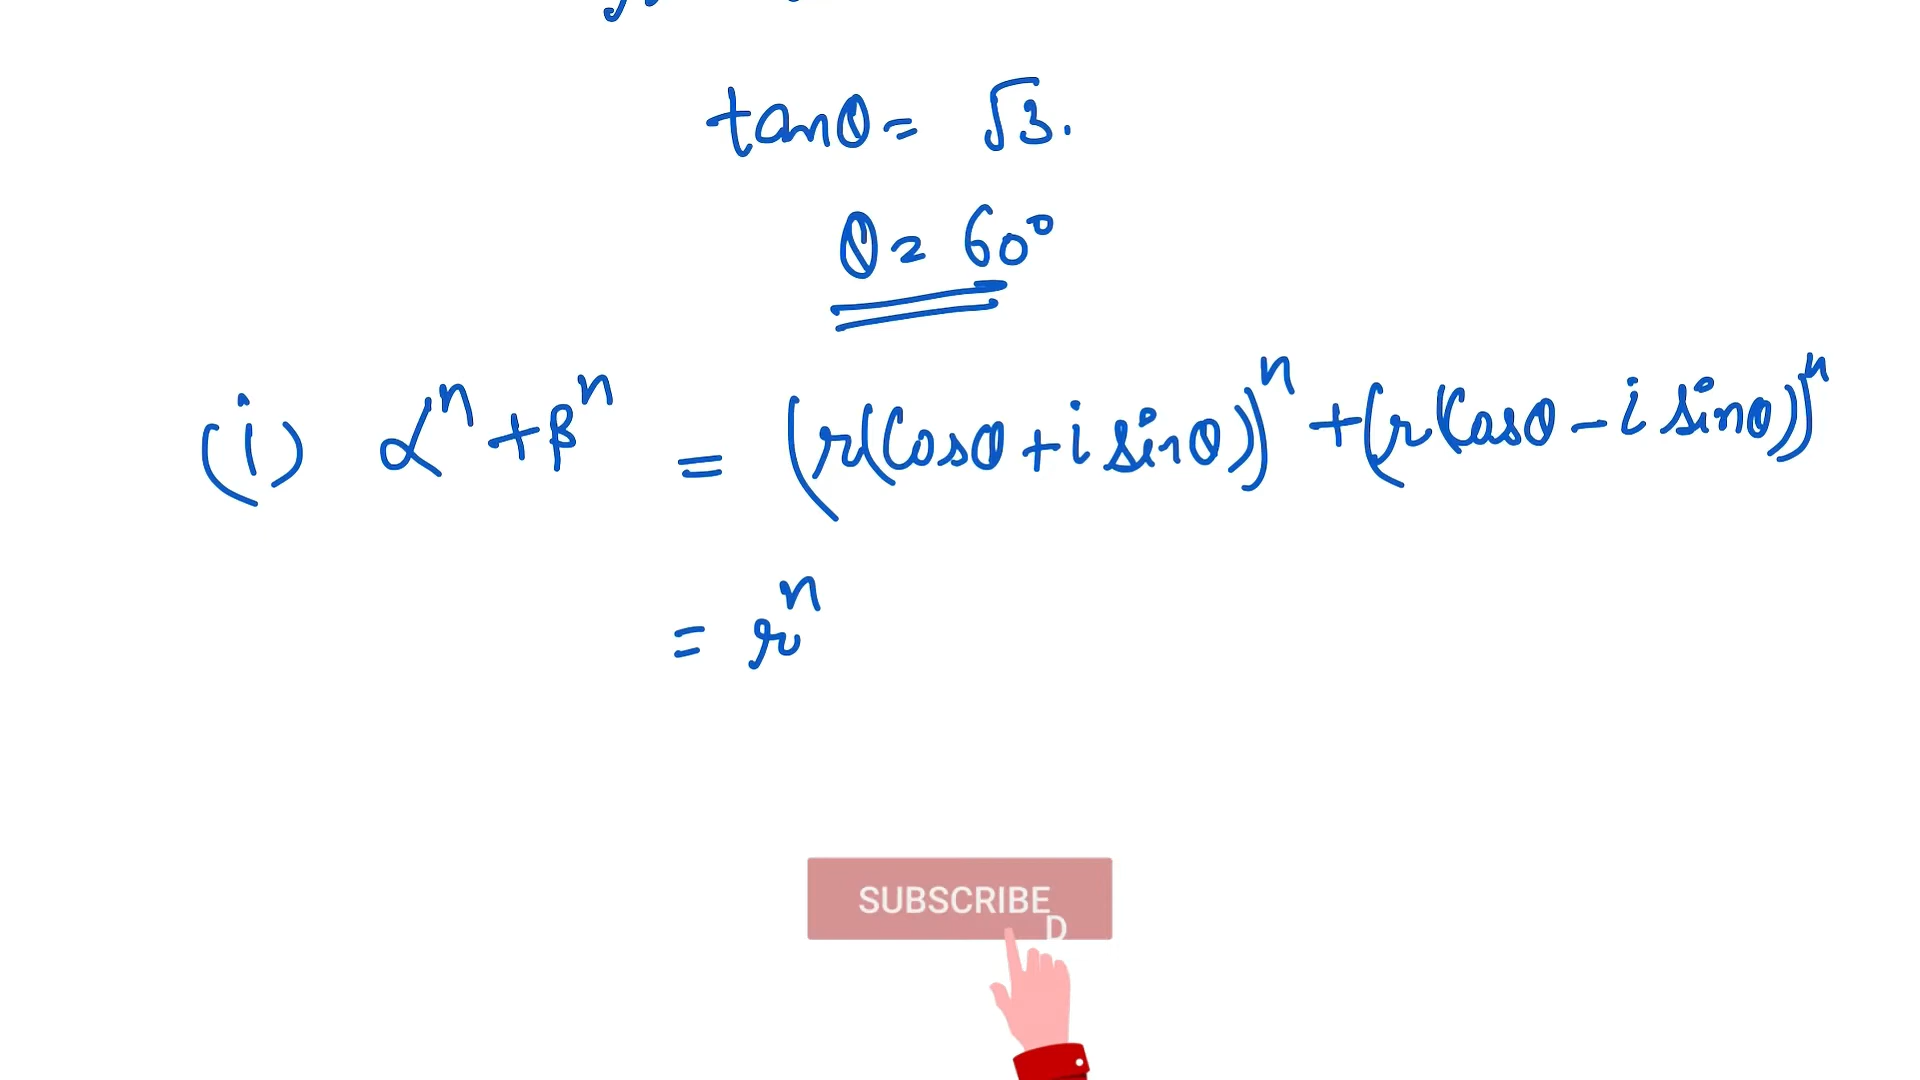 tanθ = √3.
θ = 60°
(i) αⁿ + βⁿ = (r(Cosθ + i sinθ))ⁿ + (r(Cosθ - i sinθ))ⁿ
= rⁿ
SUBSCRIBE
D